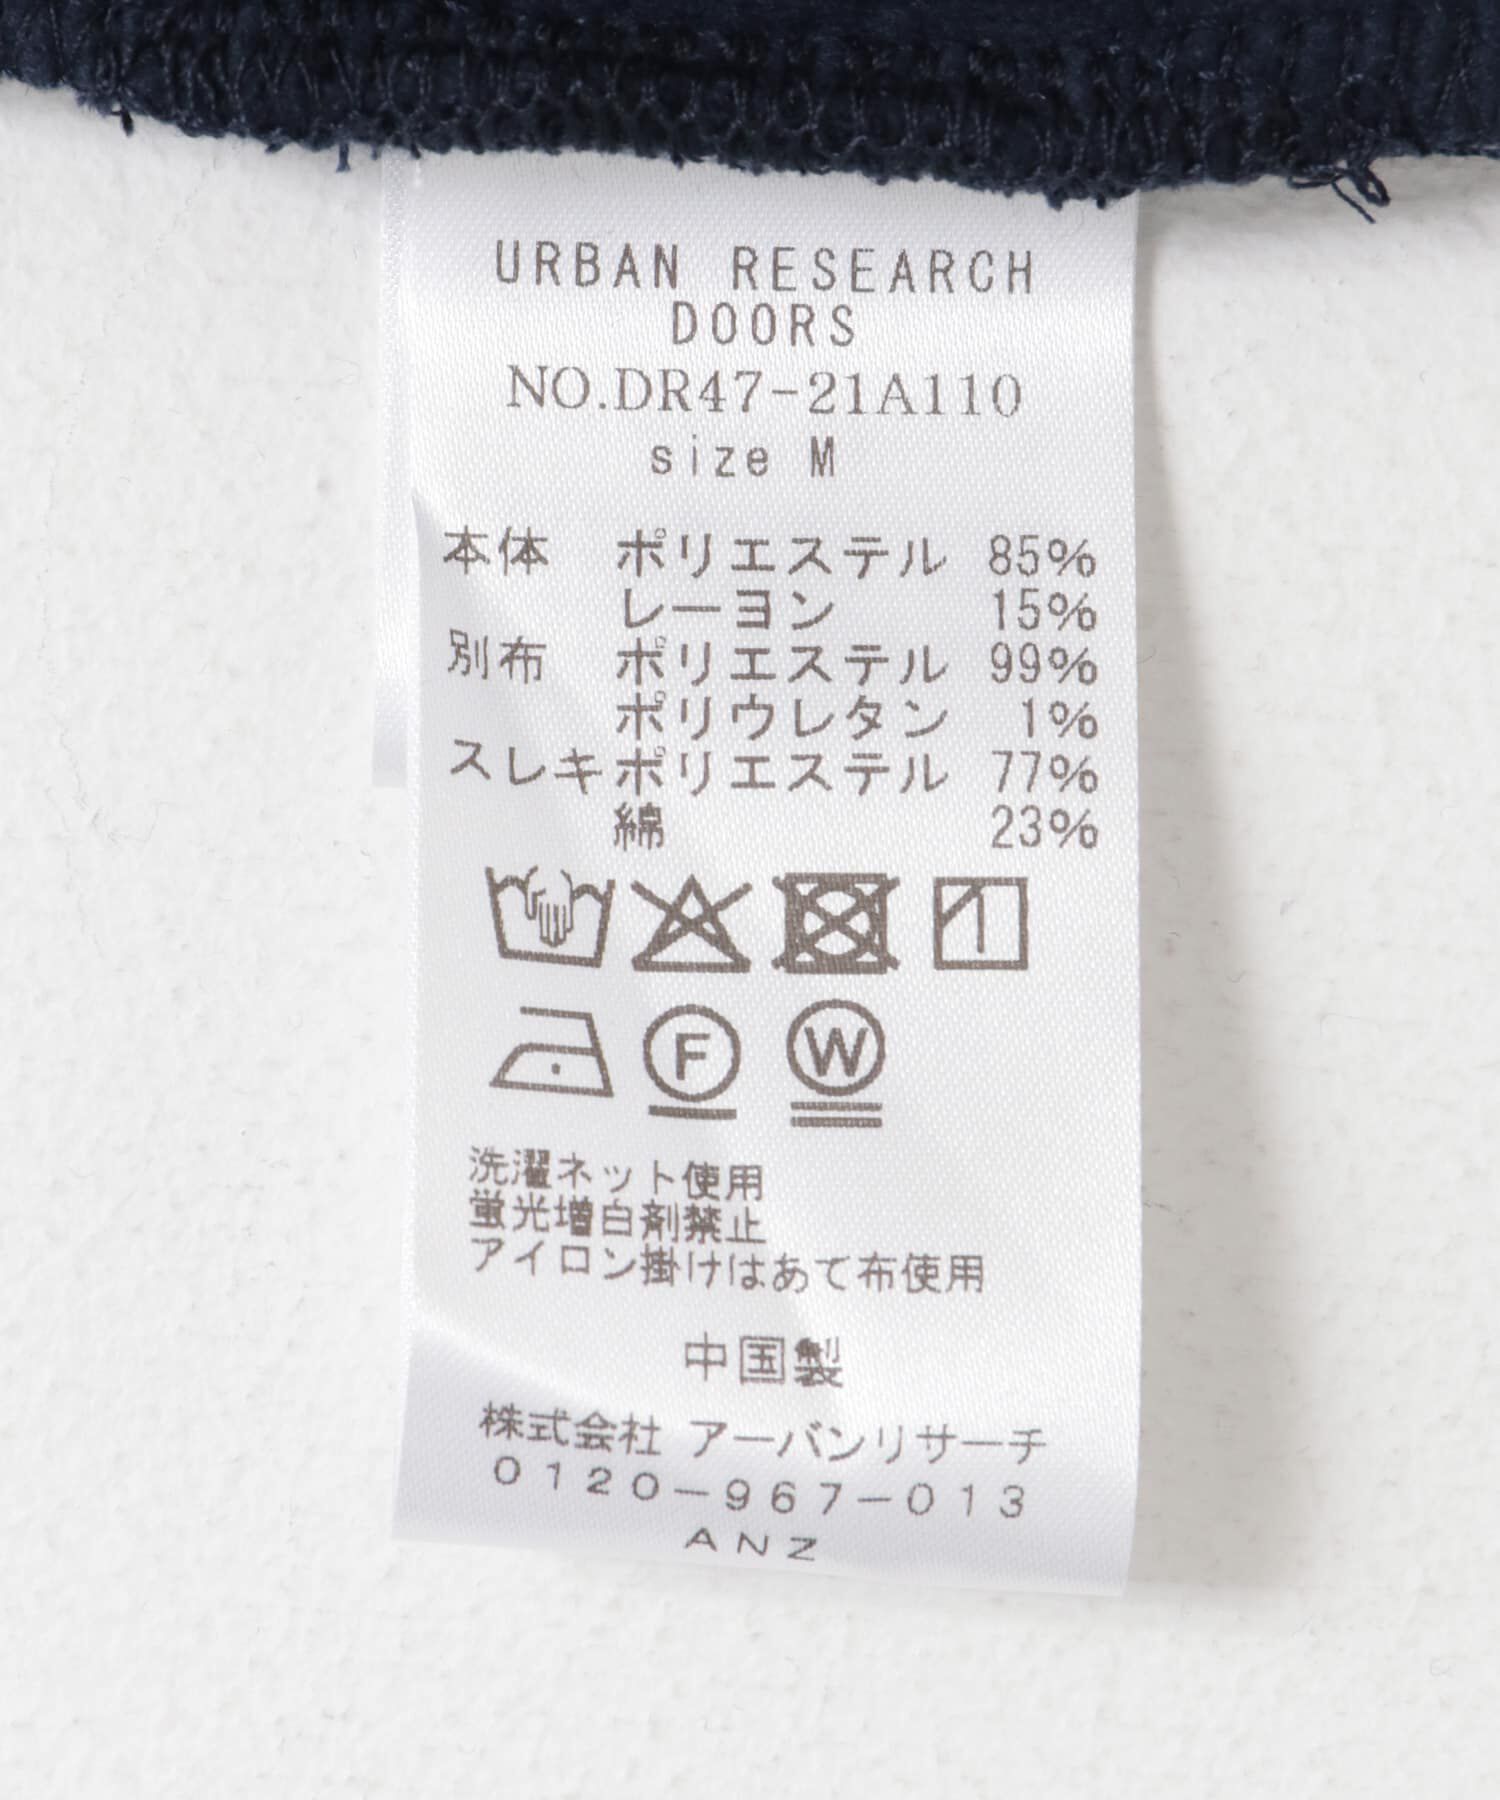 URBAN RESEARCH
DOORS
NO.DR47-21A110
size M
本体 ポリエステル 85%
レーヨン 15%
別布 ポリエステル 99%
ポリウレタン 1%
スレキ ポリエステル 77%
綿 23%
F W
洗濯ネット使用
蛍光増白剤禁止
アイロン掛けはあて布使用
中国製
株式会社 アーバンリサーチ
0120-967-013
ANZ